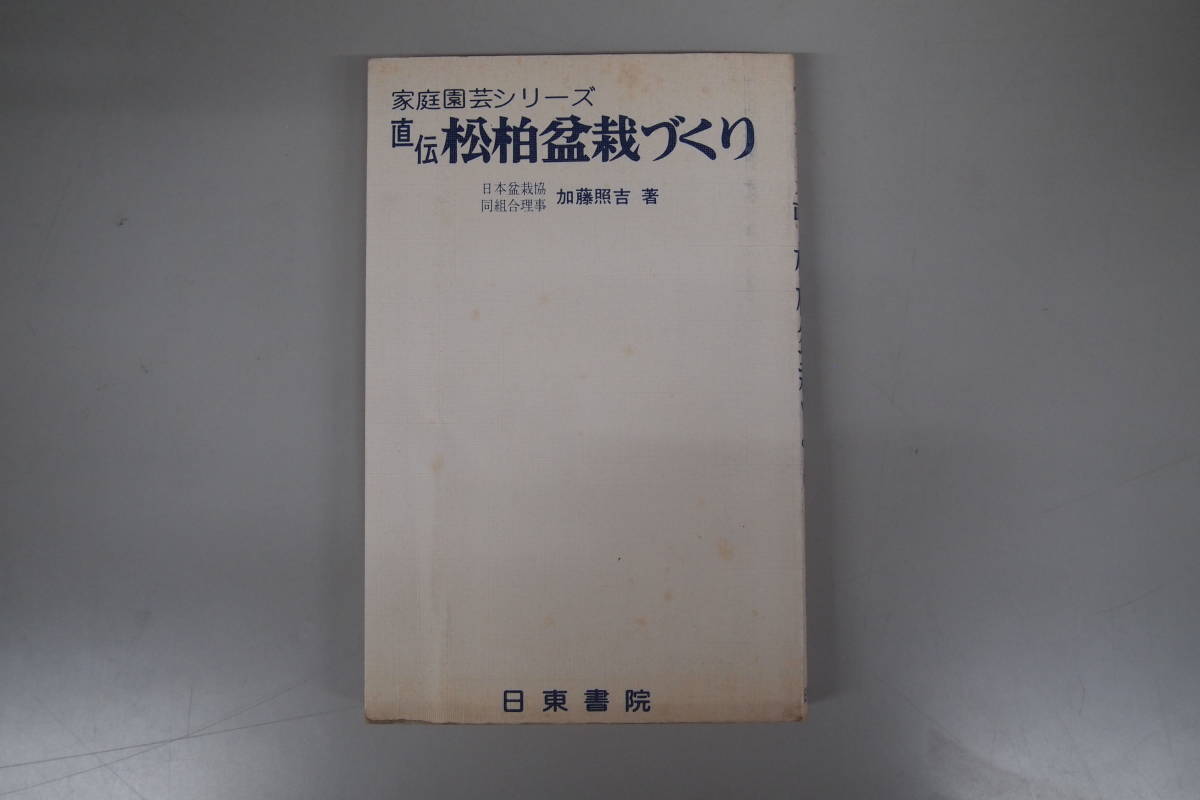 家庭園芸シリーズ
直伝 松柏盆栽づくり
日本盆栽協
同組合理事 加藤照吉 著
日東書院